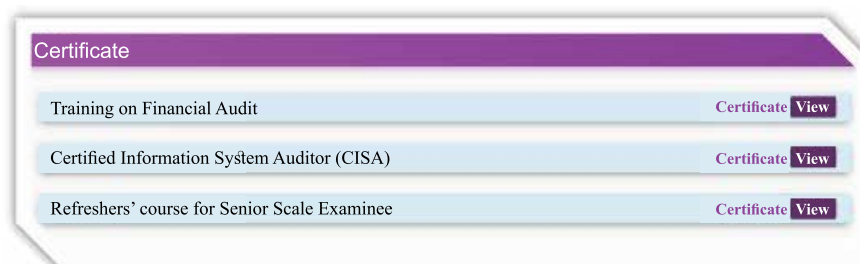 Certificate
Training on Financial Audit Certificate View
Certified Information System Auditor (CISA) Certificate View
Refreshers' course for Senior Scale Examinee Certificate View